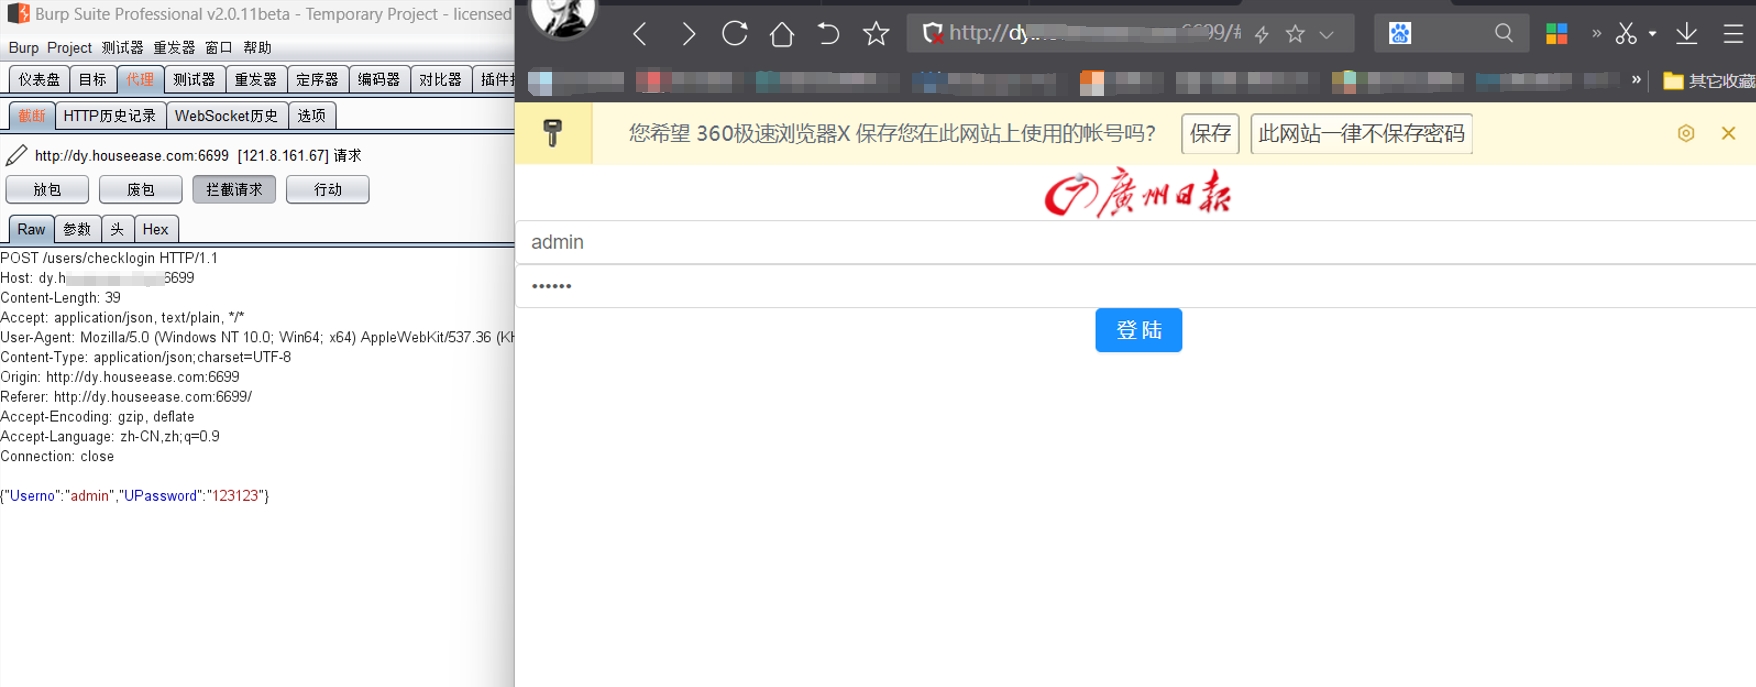 Burp Suite Professional v2.0.11beta - Temporary Project - licensed
Burp Project 测试器 重发器 窗口 帮助
仪表盘 目标 代理 测试器 重发器 定序器 编码器 对比器
截断 HTTP历史记录 WebSocket历史 选项
http://dy.houseease.com:6699 [121.8.161.67] 请求
放包 废包 拦截请求 行动
Raw 参数 头 Hex
POST /users/checklogin HTTP/1.1
Host: dy.h 6699
Content-Length: 39
Accept: application/json, text/plain, */*
User-Agent: Mozilla/5.0 (Windows NT 10.0; Win64; x64) AppleWebKit/537.36 (KH
Content-Type: application/json;charset=UTF-8
Origin: http://dy.houseease.com:6699
Referer: http://dy.houseease.com:6699/
Accept-Encoding: gzip, deflate
Accept-Language: zh-CN,zh;q=0.9
Connection: close
{"Userno":"admin","UPassword":"123123"}
http://dy 6699/#
» 其它收藏
您希望 360极速浏览器X 保存您在此网站上使用的帐号吗？ 保存 此网站一律不保存密码
廣州日报
admin
••••••
登 陆